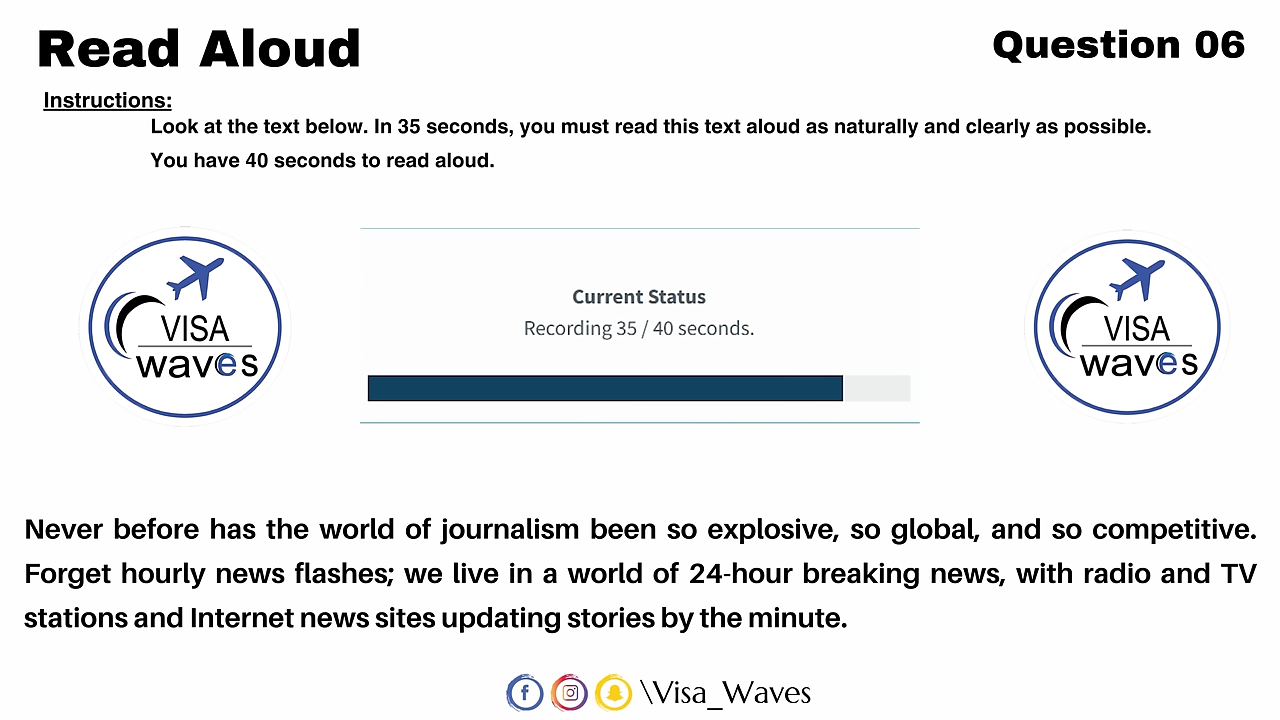 Read Aloud
Question 06
Instructions:
Look at the text below. In 35 seconds, you must read this text aloud as naturally and clearly as possible.
You have 40 seconds to read aloud.
VISA
waves
Current Status
Recording 35 / 40 seconds.
VISA
waves
Never before has the world of journalism been so explosive, so global, and so competitive.
Forget hourly news flashes; we live in a world of 24-hour breaking news, with radio and TV
stations and Internet news sites updating stories by the minute.
\Visa_Waves